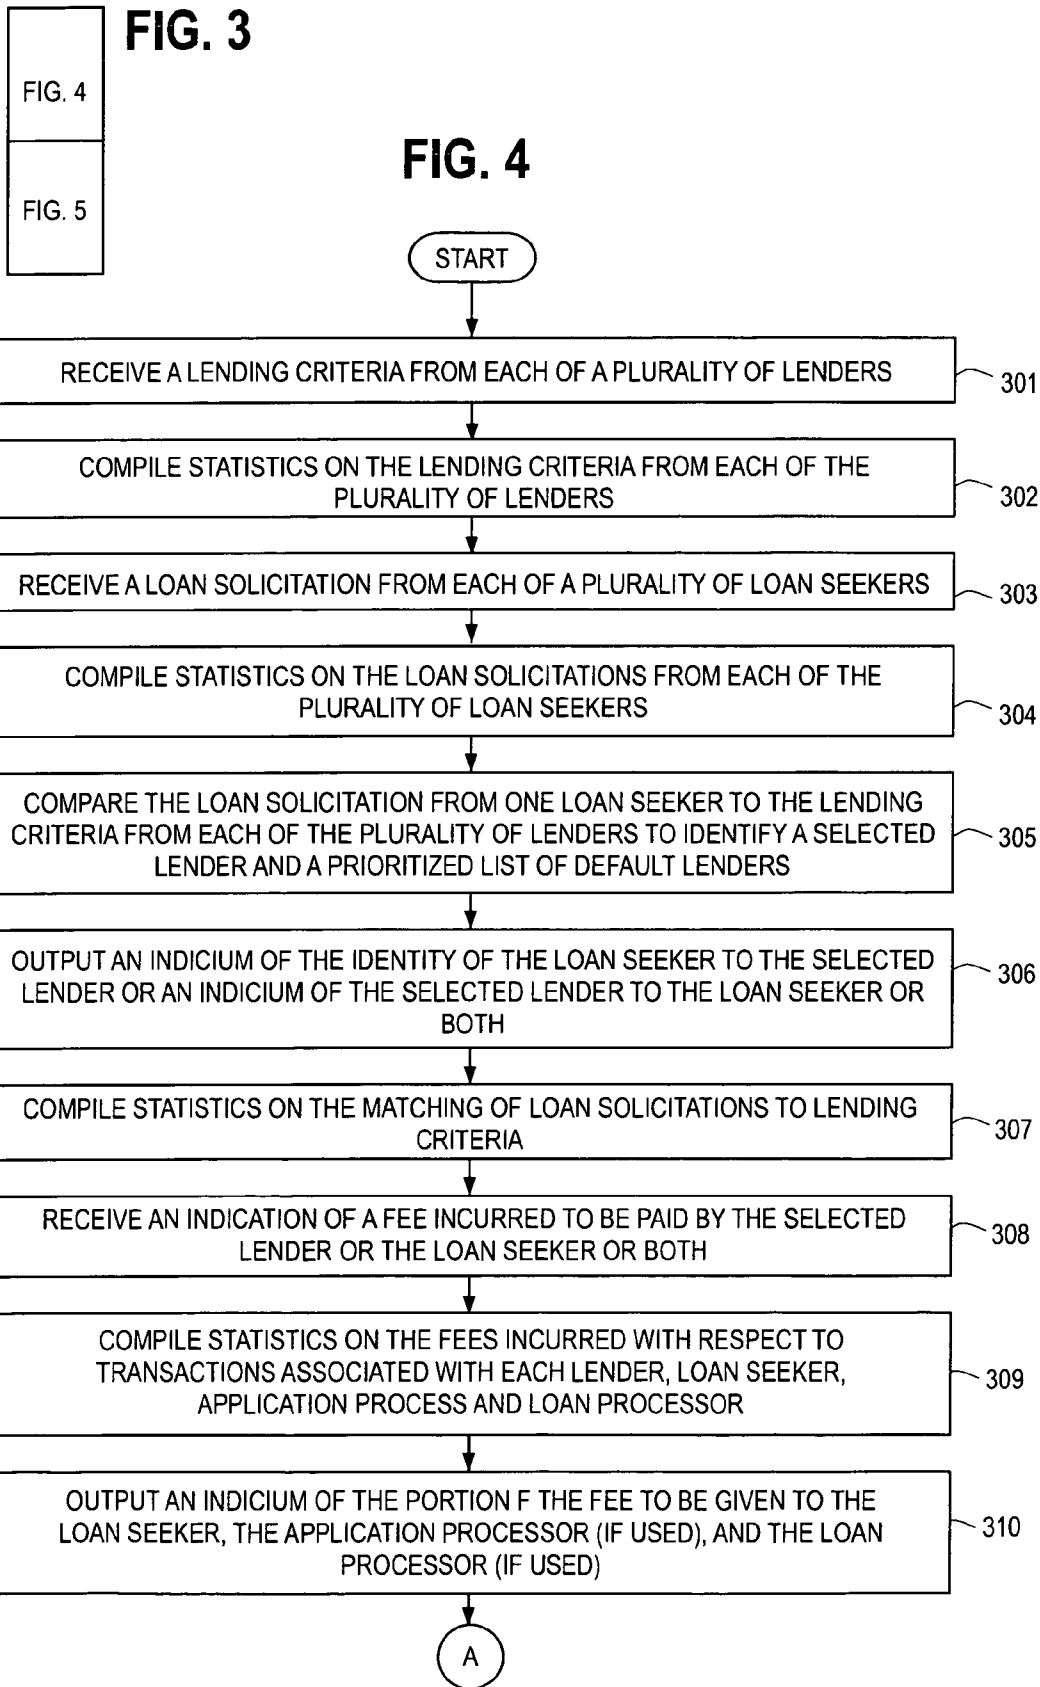 FIG. 3
FIG. 4
FIG. 5
FIG. 4
START
RECEIVE A LENDING CRITERIA FROM EACH OF A PLURALITY OF LENDERS
301
COMPILE STATISTICS ON THE LENDING CRITERIA FROM EACH OF THE
PLURALITY OF LENDERS
302
RECEIVE A LOAN SOLICITATION FROM EACH OF A PLURALITY OF LOAN SEEKERS
303
COMPILE STATISTICS ON THE LOAN SOLICITATIONS FROM EACH OF THE
PLURALITY OF LOAN SEEKERS
304
COMPARE THE LOAN SOLICITATION FROM ONE LOAN SEEKER TO THE LENDING
CRITERIA FROM EACH OF THE PLURALITY OF LENDERS TO IDENTIFY A SELECTED
LENDER AND A PRIORITIZED LIST OF DEFAULT LENDERS
305
OUTPUT AN INDICIUM OF THE IDENTITY OF THE LOAN SEEKER TO THE SELECTED
LENDER OR AN INDICIUM OF THE SELECTED LENDER TO THE LOAN SEEKER OR
BOTH
306
COMPILE STATISTICS ON THE MATCHING OF LOAN SOLICITATIONS TO LENDING
CRITERIA
307
RECEIVE AN INDICATION OF A FEE INCURRED TO BE PAID BY THE SELECTED
LENDER OR THE LOAN SEEKER OR BOTH
308
COMPILE STATISTICS ON THE FEES INCURRED WITH RESPECT TO
TRANSACTIONS ASSOCIATED WITH EACH LENDER, LOAN SEEKER,
APPLICATION PROCESS AND LOAN PROCESSOR
309
OUTPUT AN INDICIUM OF THE PORTION F THE FEE TO BE GIVEN TO THE
LOAN SEEKER, THE APPLICATION PROCESSOR (IF USED), AND THE LOAN
PROCESSOR (IF USED)
310
A